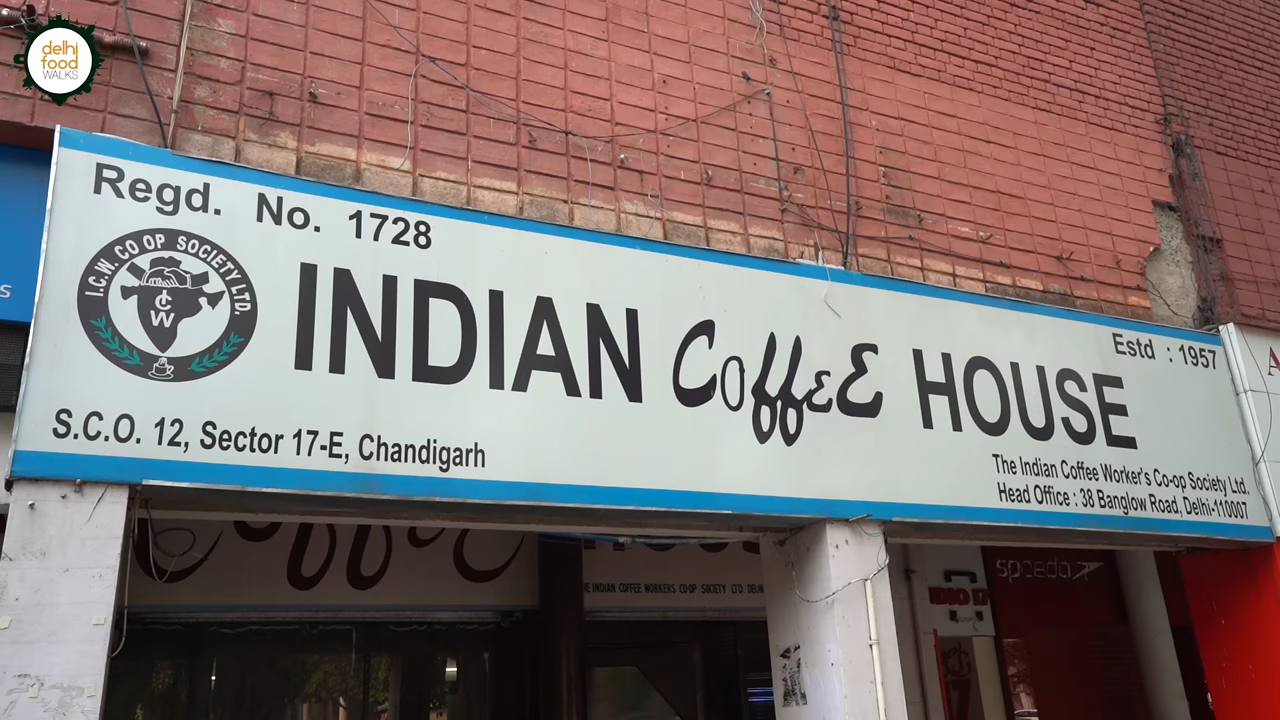 delhi
food
WALKS
Regd. No. 1728
I.C.W. CO OP SOCIETY LTD.
ICW
INDIAN CoffEE HOUSE
Estd : 1957
S.C.O. 12, Sector 17-E, Chandigarh
The Indian Coffee Worker's Co-op Society Ltd.
Head Office : 38 Banglow Road, Delhi-110007
INDIAN COFFEE WORKERS CO-OP SOCIETY LTD.
speedo